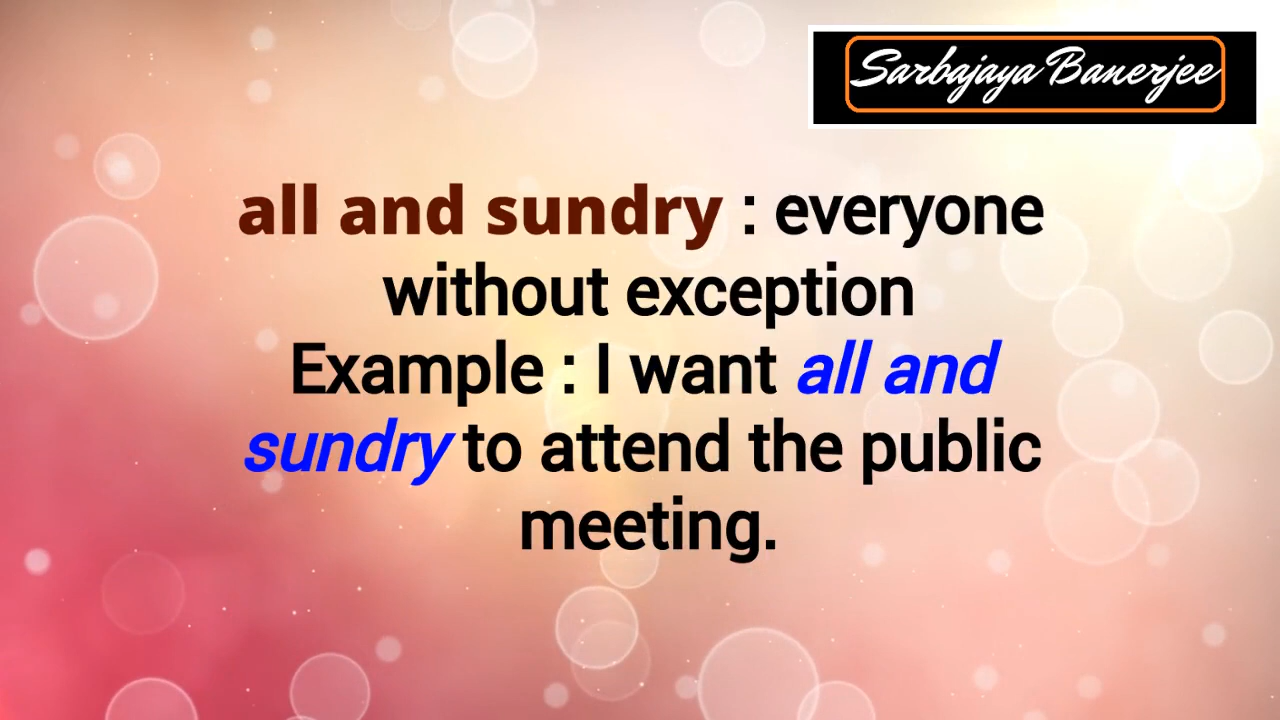 Sarbajaya Banerjee
all and sundry : everyone
without exception
Example : I want all and
sundry to attend the public
meeting.